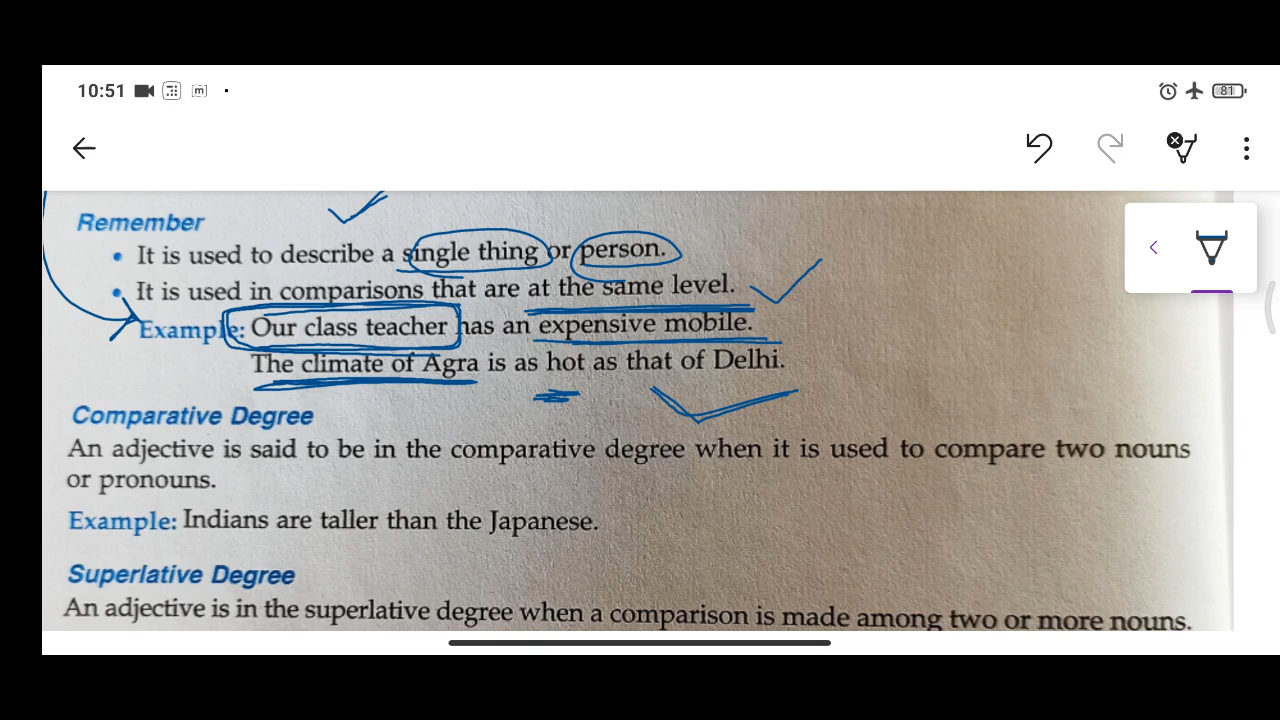 10:51
81
Remember
• It is used to describe a single thing or person.
• It is used in comparisons that are at the same level.
Example: Our class teacher has an expensive mobile.
The climate of Agra is as hot as that of Delhi.
Comparative Degree
An adjective is said to be in the comparative degree when it is used to compare two nouns
or pronouns.
Example: Indians are taller than the Japanese.
Superlative Degree
An adjective is in the superlative degree when a comparison is made among two or more nouns.